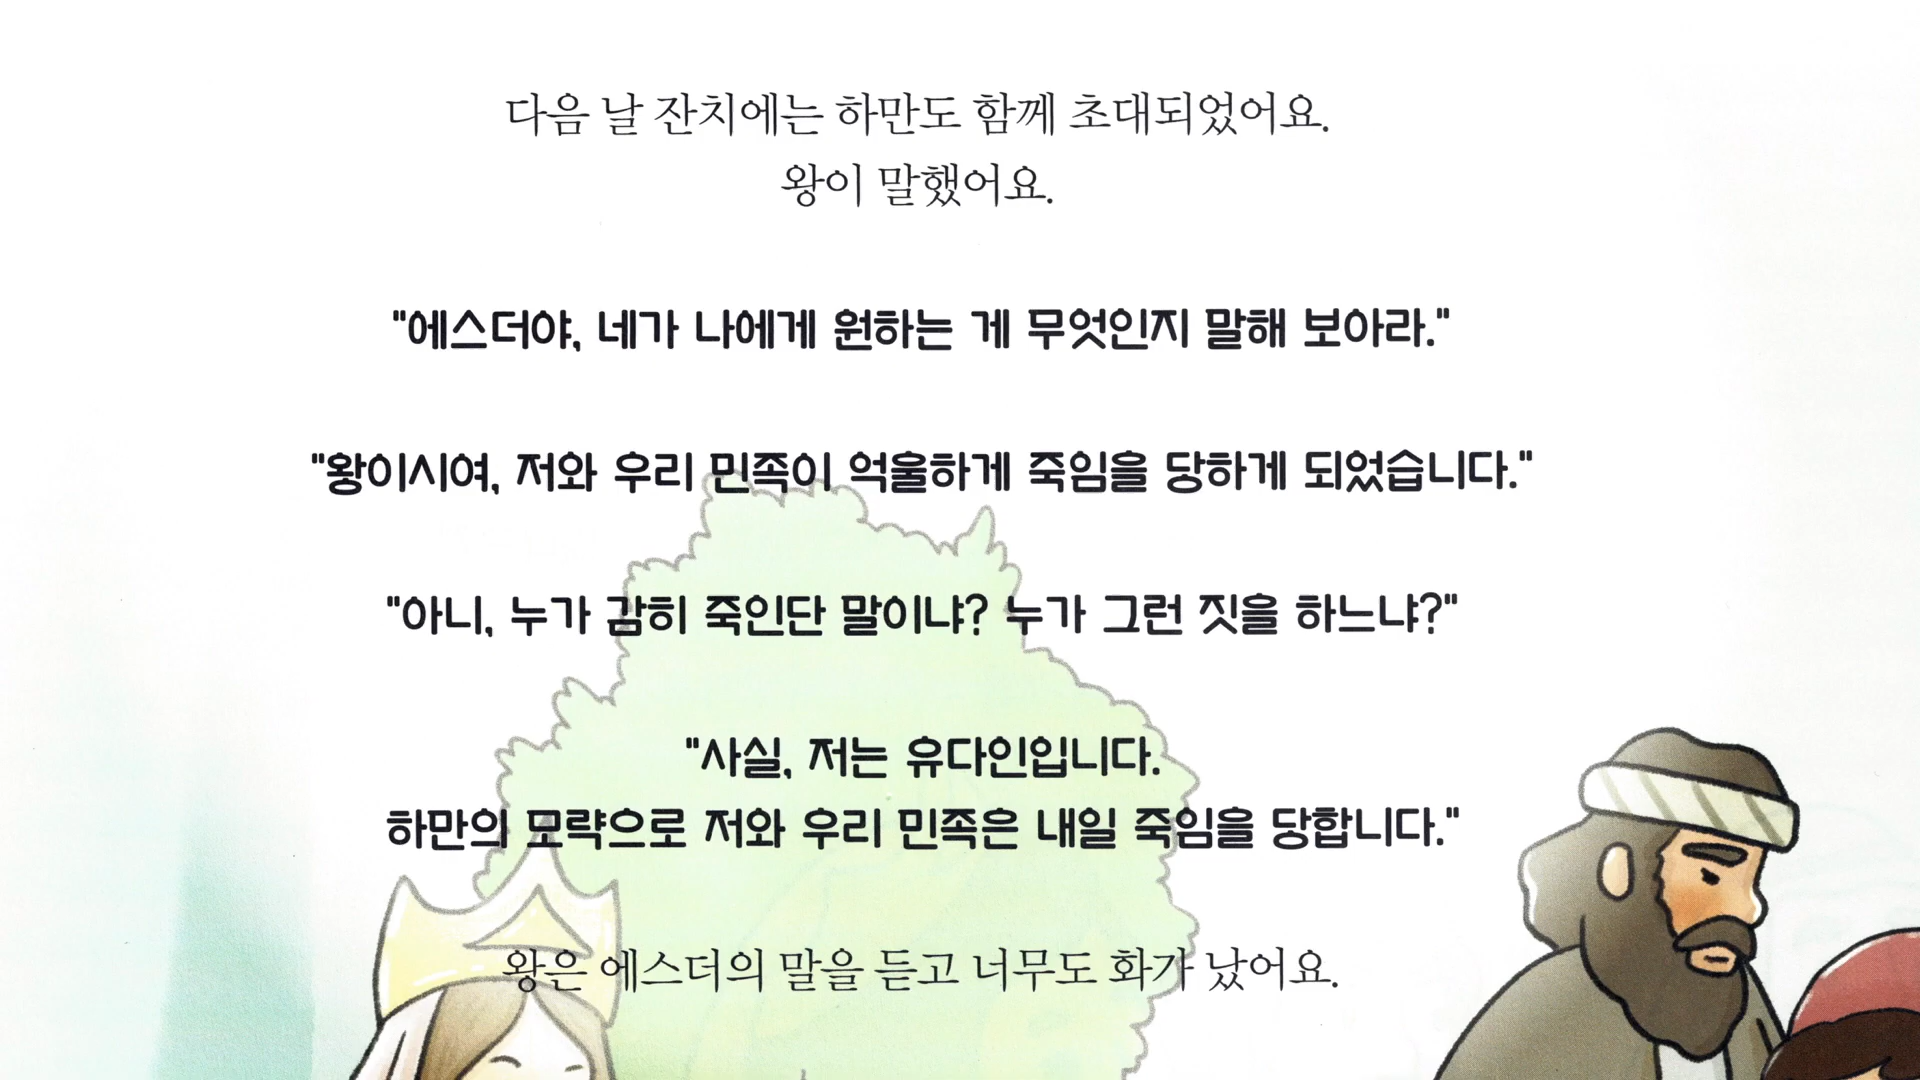 다음 날 잔치에는 하만도 함께 초대되었어요.
왕이 말했어요.
"에스더야, 네가 나에게 원하는 게 무엇인지 말해 보아라."
"왕이시여, 저와 우리 민족이 억울하게 죽임을 당하게 되었습니다."
"아니, 누가 감히 죽인단 말이냐? 누가 그런 짓을 하느냐?"
"사실, 저는 유다인입니다.
하만의 모략으로 저와 우리 민족은 내일 죽임을 당합니다."
왕은 에스더의 말을 듣고 너무도 화가 났어요.